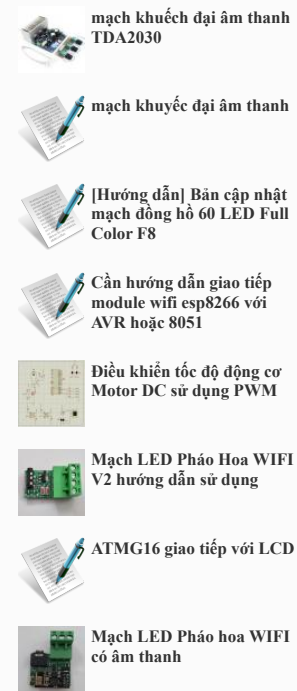 mạch khuếch đại âm thanh
TDA2030
mạch khuyếc đại âm thanh
[Hướng dẫn] Bản cập nhật
mạch đồng hồ 60 LED Full
Color F8
Cần hướng dẫn giao tiếp
module wifi esp8266 với
AVR hoặc 8051
Điều khiển tốc độ động cơ
Motor DC sử dụng PWM
Mạch LED Pháo Hoa WIFI
V2 hướng dẫn sử dụng
ATMG16 giao tiếp với LCD
Mạch LED Pháo hoa WIFI
có âm thanh